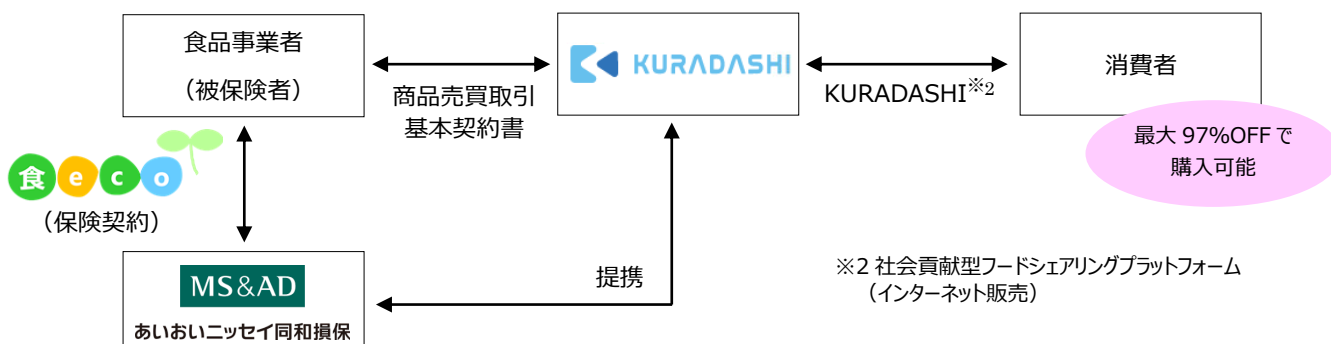 食品事業者
（被保険者）
KURADASHI
消費者
商品売買取引
基本契約書
KURADASHI※2
最大 97%OFF で
購入可能
食eco
（保険契約）
MS&AD
あいおいニッセイ同和損保
提携
※2 社会貢献型フードシェアリングプラットフォーム
（インターネット販売）